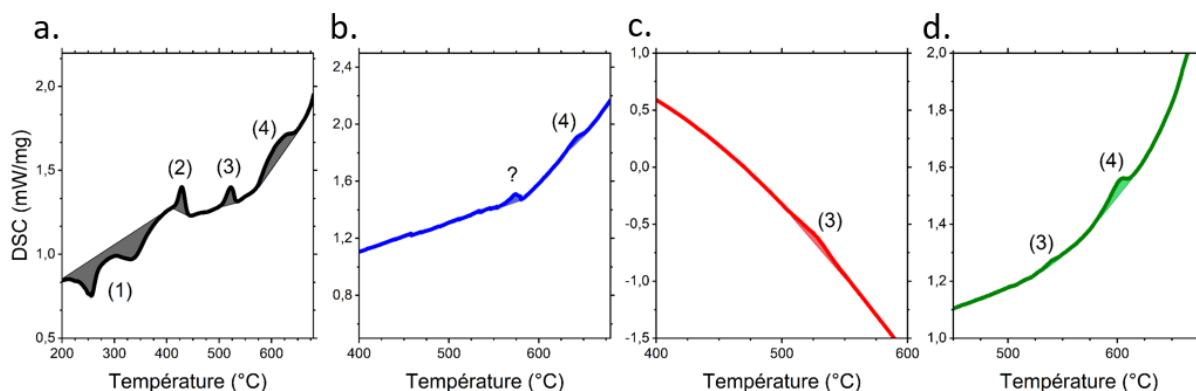 a.
b.
c.
d.
DSC (mW/mg)
2,0
1,5
1,0
0,5
(1)
(2)
(3)
(4)
200 300 400 500 600
Température (°C)
2,4
2,0
1,6
1,2
0,8
?
(4)
400 500 600
Température (°C)
1,0
0,5
0,0
-0,5
-1,0
-1,5
(3)
400 500 600
Température (°C)
2,0
1,8
1,6
1,4
1,2
1,0
(3)
(4)
500 550 600 650
Température (°C)